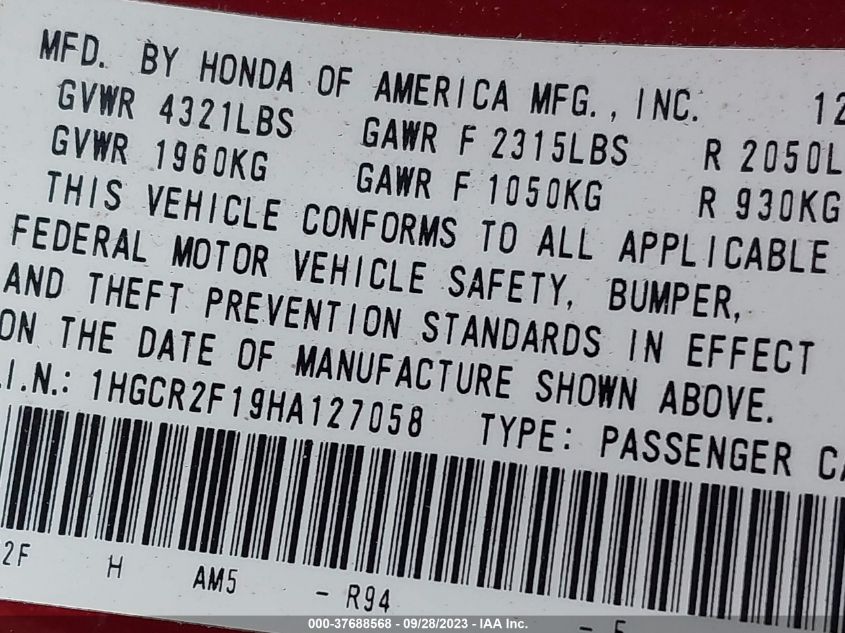 MFD. BY HONDA OF AMERICA MFG., INC. 12
GVWR 4321LBS GAWR F 2315LBS R 2050L
GVWR 1960KG GAWR F 1050KG R 930KG
THIS VEHICLE CONFORMS TO ALL APPLICABLE
FEDERAL MOTOR VEHICLE SAFETY, BUMPER,
AND THEFT PREVENTION STANDARDS IN EFFECT
ON THE DATE OF MANUFACTURE SHOWN ABOVE.
.I.N.: 1HGCR2F19HA127058 TYPE: PASSENGER CA
2F H AM5 - R94 -
000-37688568 - 09/28/2023 - IAA Inc.